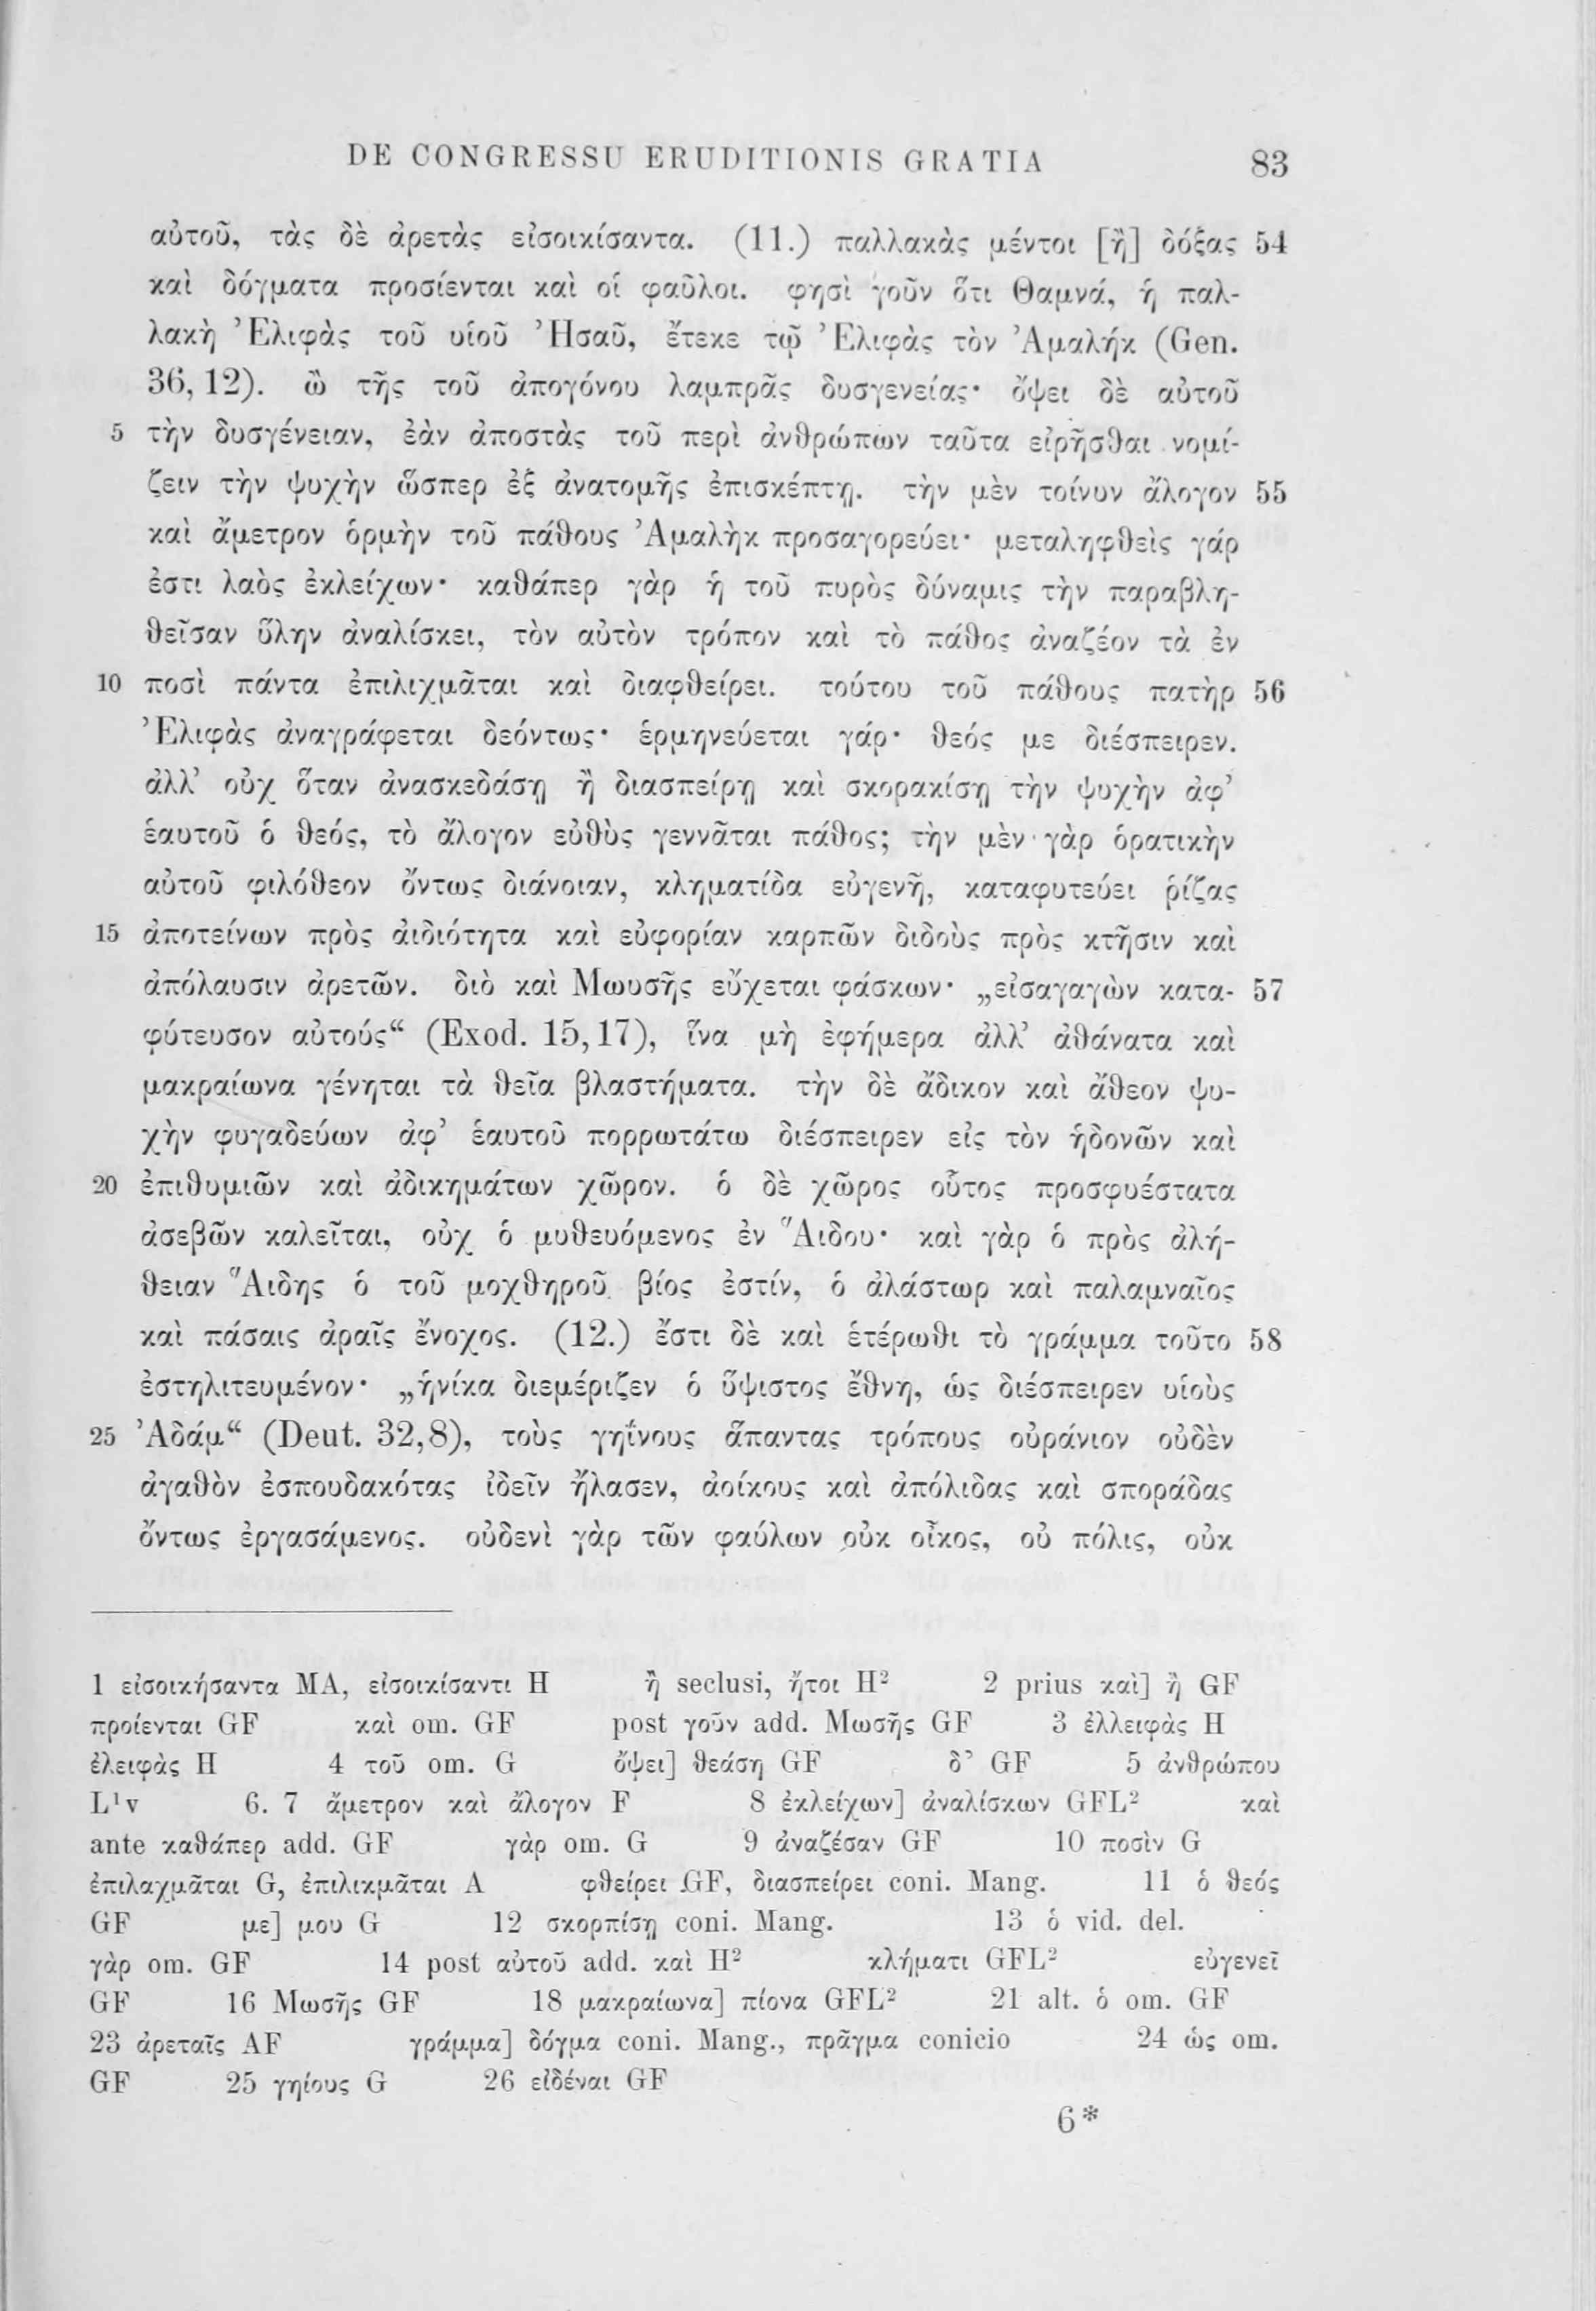 DE CONGRESSU ERUDITIONIS GRATIA 83
αὐτοῦ, τὰς δὲ ἀρετὰς εἰσοικίσαντα. (11.) παλλακὰς μέντοι [ἢ] δόξας 54
καὶ δόγματα προσίενται καὶ οἱ φαῦλοι. φησὶ γοῦν ὅτι Θαμνά, ἡ παλ-
λακὴ Ἐλιφὰς τοῦ υἱοῦ Ἠσαῦ, ἔτεκε τῷ Ἐλιφὰς τὸν Ἀμαλήκ (Gen.
36, 12). ὢ τῆς τοῦ ἀπογόνου λαμπρᾶς δυσγενείας· ὄψει δὲ αὐτοῦ
5 τὴν δυσγένειαν, ἐὰν ἀποστὰς τοῦ περὶ ἀνθρώπων ταῦτα εἰρῆσθαι νομί-
ζειν τὴν ψυχὴν ὥσπερ ἐξ ἀνατομῆς ἐπισκέπτῃ. τὴν μὲν τοίνυν ἄλογον 55
καὶ ἄμετρον ὁρμὴν τοῦ πάθους Ἀμαλὴκ προσαγορεύει· μεταληφθεὶς γάρ
ἐστι λαὸς ἐκλείχων· καθάπερ γὰρ ἡ τοῦ πυρὸς δύναμις τὴν παραβλη-
θεῖσαν ὕλην ἀναλίσκει, τὸν αὐτὸν τρόπον καὶ τὸ πάθος ἀναζέον τὰ ἐν
10 ποσὶ πάντα ἐπιλιχμᾶται καὶ διαφθείρει. τούτου τοῦ πάθους πατὴρ 56
Ἐλιφὰς ἀναγράφεται δεόντως· ἑρμηνεύεται γάρ· θεός με διέσπειρεν.
ἀλλ’ οὐχ ὅταν ἀνασκεδάσῃ ἢ διασπείρῃ καὶ σκορακίσῃ τὴν ψυχὴν ἀφ’
ἑαυτοῦ ὁ θεός, τὸ ἄλογον εὐθὺς γεννᾶται πάθος; τὴν μὲν γὰρ ὁρατικὴν
αὐτοῦ φιλόθεον ὄντως διάνοιαν, κληματίδα εὐγενῆ, καταφυτεύει ῥίζας
15 ἀποτείνων πρὸς ἀιδιότητα καὶ εὐφορίαν καρπῶν διδοὺς πρὸς κτῆσιν καὶ
ἀπόλαυσιν ἀρετῶν. διὸ καὶ Μωυσῆς εὔχεται φάσκων· „εἰσαγαγὼν κατα- 57
φύτευσον αὐτούς“ (Exod. 15, 17), ἵνα μὴ ἐφήμερα ἀλλ’ ἀθάνατα καὶ
μακραίωνα γένηται τὰ θεῖα βλαστήματα. τὴν δὲ ἄδικον καὶ ἄθεον ψυ-
χὴν φυγαδεύων ἀφ’ ἑαυτοῦ πορρωτάτω διέσπειρεν εἰς τὸν ἡδονῶν καὶ
20 ἐπιθυμιῶν καὶ ἀδικημάτων χῶρον. ὁ δὲ χῶρος οὗτος προσφυέστατα
ἀσεβῶν καλεῖται, οὐχ ὁ μυθευόμενος ἐν Ἅιδου· καὶ γὰρ ὁ πρὸς ἀλή-
θειαν Ἅιδης ὁ τοῦ μοχθηροῦ βίος ἐστίν, ὁ ἀλάστωρ καὶ παλαμναῖος
καὶ πάσαις ἀραῖς ἔνοχος. (12.) ἔστι δὲ καὶ ἑτέρωθι τὸ γράμμα τοῦτο 58
ἐστηλιτευμένον· „ἡνίκα διεμέριζεν ὁ ὕψιστος ἔθνη, ὡς διέσπειρεν υἱοὺς
25 Ἀδάμ“ (Deut. 32, 8), τοὺς γηΐνους ἅπαντας τρόπους οὐράνιον οὐδὲν
ἀγαθὸν ἐσπουδακότας ἰδεῖν ἤλασεν, ἀοίκους καὶ ἀπόλιδας καὶ σποράδας
ὄντως ἐργασάμενος. οὐδενὶ γὰρ τῶν φαύλων οὐκ οἶκος, οὐ πόλις, οὐκ
1 εἰσοικήσαντα MA, εἰσοικίσαντι H ἢ seclusi, ἤτοι H² 2 prius καὶ] ἢ GF
προίενται GF καὶ om. GF post γοῦν add. Μωσῆς GF 3 ἐλλειφὰς H
ἐλειφὰς H 4 τοῦ om. G ὄψει] θεάσῃ GF δ’ GF 5 ἀνθρώπου
L¹v 6. 7 ἄμετρον καὶ ἄλογον F 8 ἐκλείχων] ἀναλίσκων GFL² καὶ
ante καθάπερ add. GF γὰρ om. G 9 ἀναζέσαν GF 10 ποσὶν G
ἐπιλαχμᾶται G, ἐπιλικμᾶται A φθείρει GF, διασπείρει coni. Mang. 11 ὁ θεός
GF με] μου G 12 σκορπίσῃ coni. Mang. 13 ὁ vid. del.
γὰρ om. GF 14 post αὐτοῦ add. καὶ H² κλήματι GFL² εὐγενεῖ
GF 16 Μωσῆς GF 18 μακραίωνα] πίονα GFL² 21 alt. ὁ om. GF
23 ἀρεταῖς AF γράμμα] δόγμα coni. Mang., πρᾶγμα conicio 24 ὡς om.
GF 25 γηίους G 26 εἰδέναι GF
6*